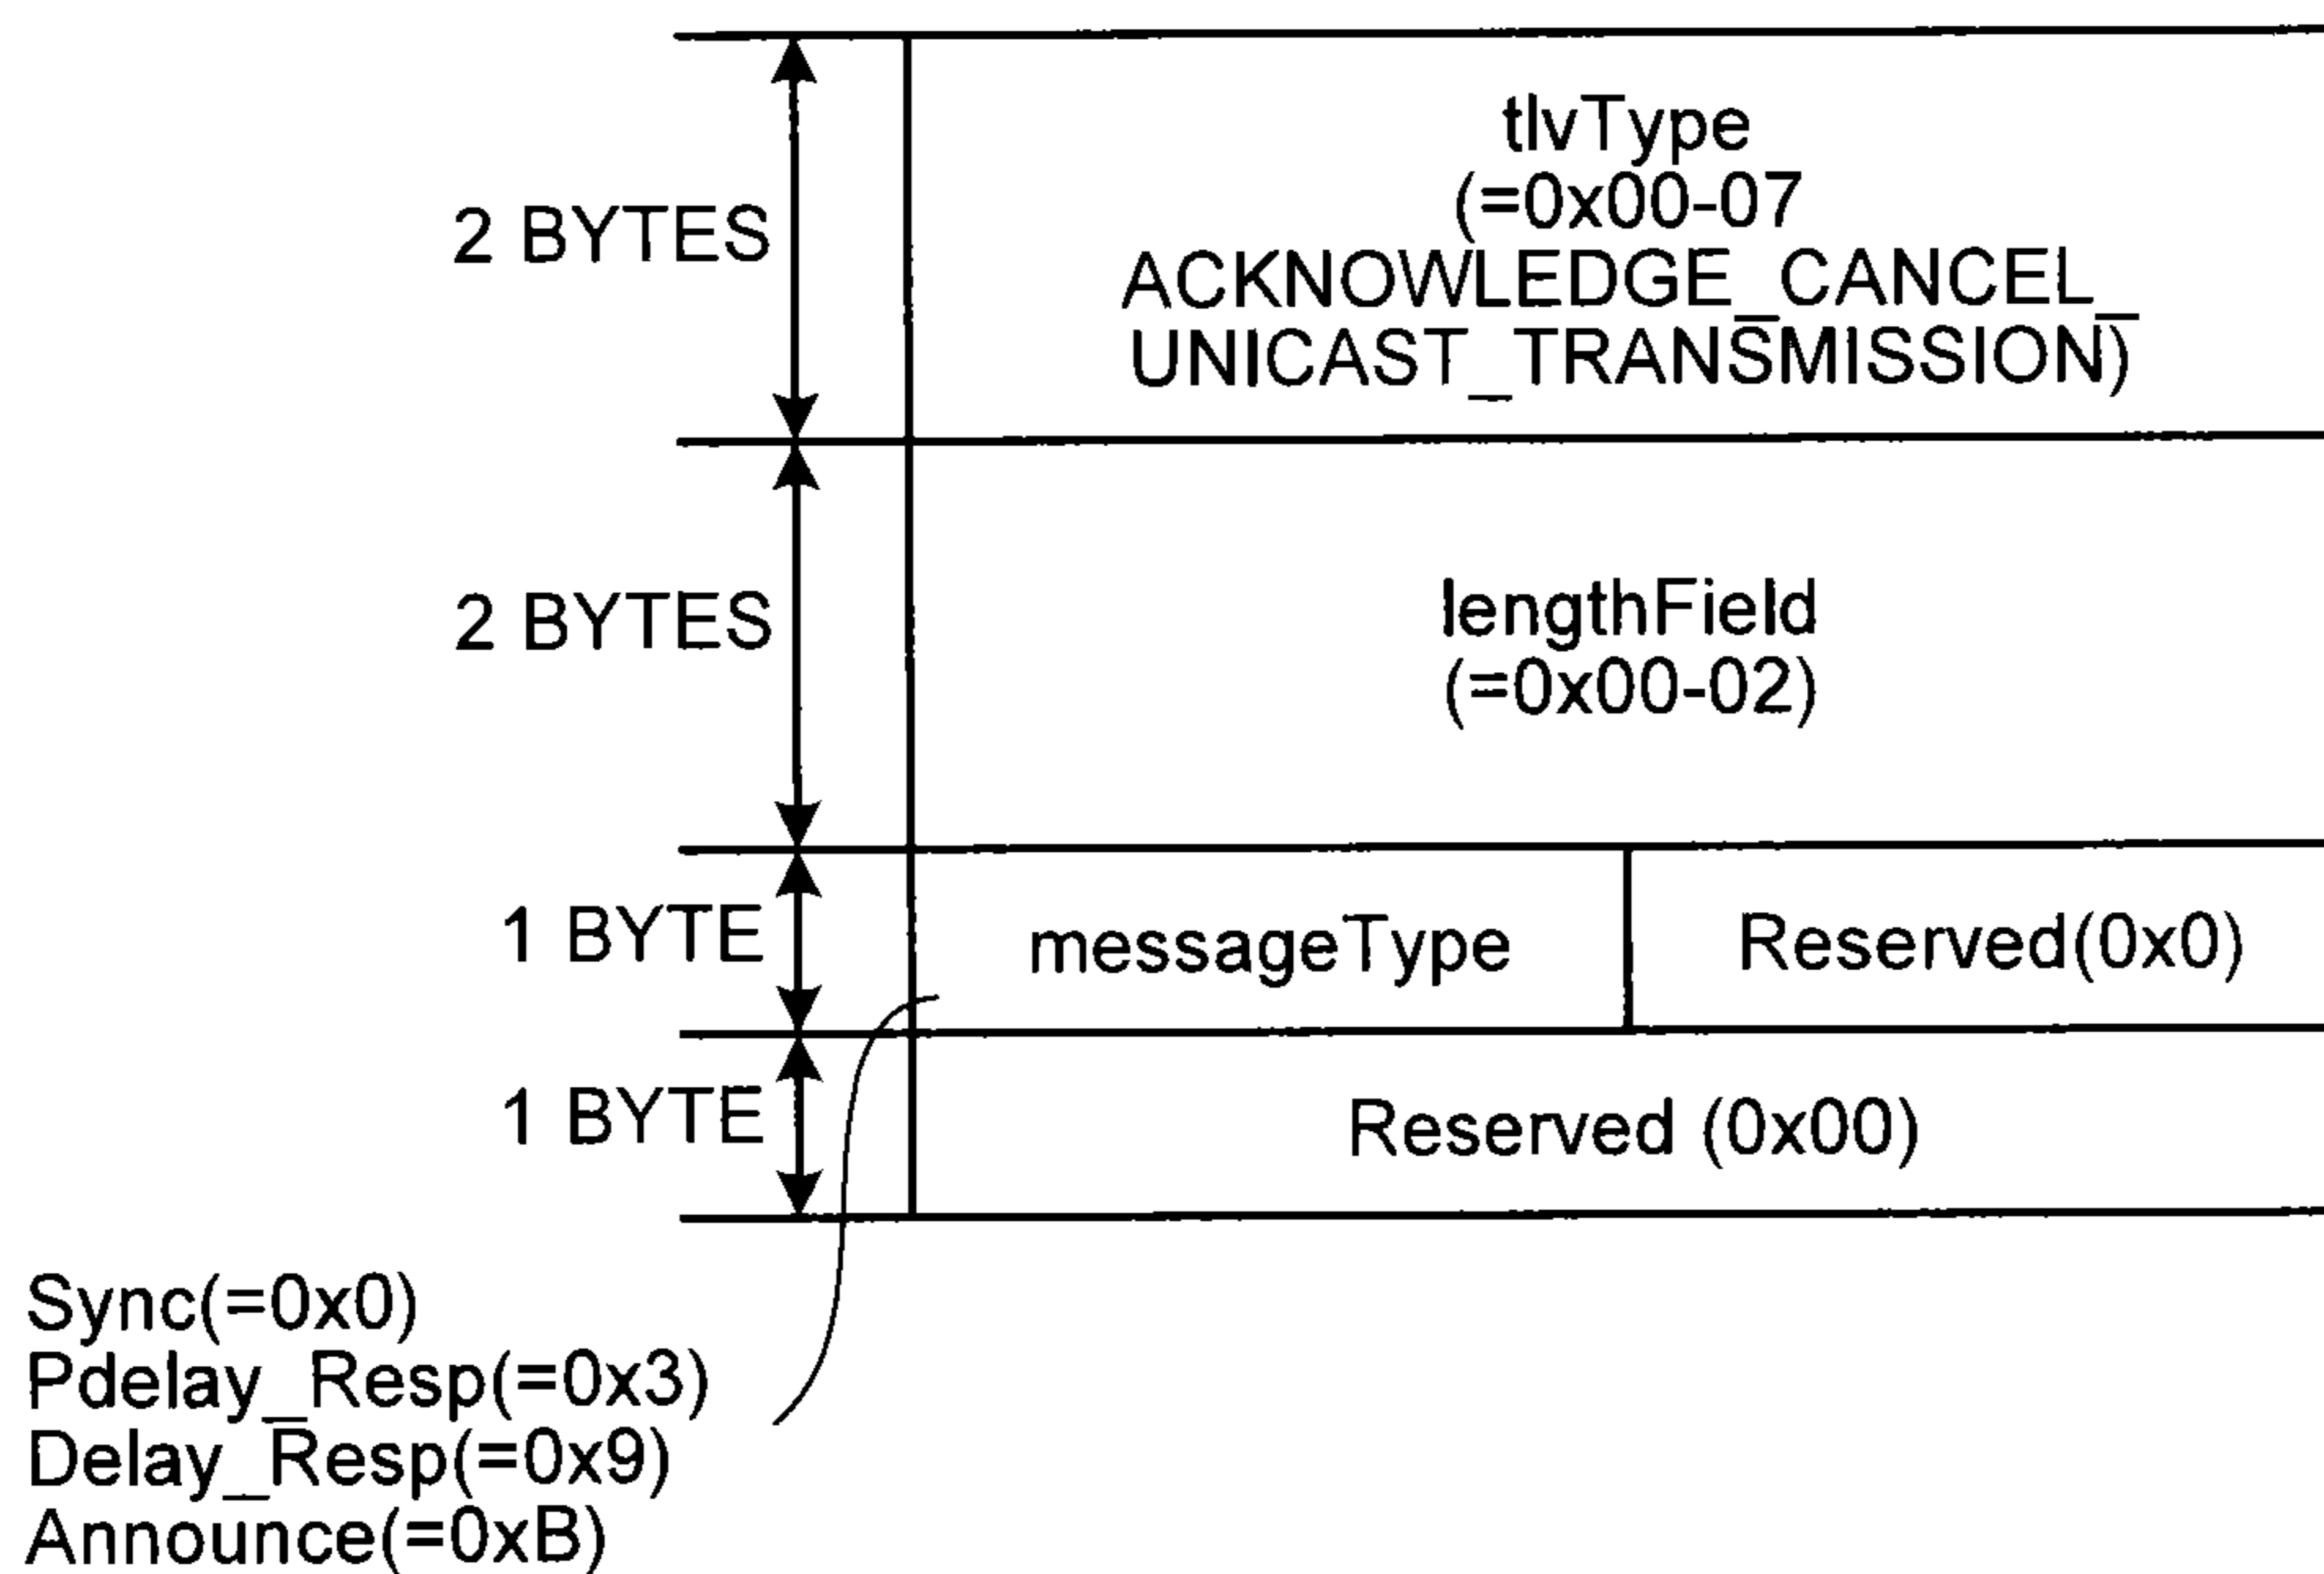 2 BYTES
tlvType
(=0x00-07
ACKNOWLEDGE_CANCEL_
UNICAST_TRANSMISSION)
2 BYTES
lengthField
(=0x00-02)
1 BYTE
messageType
Reserved(0x0)
1 BYTE
Reserved (0x00)
Sync(=0x0)
Pdelay_Resp(=0x3)
Delay_Resp(=0x9)
Announce(=0xB)